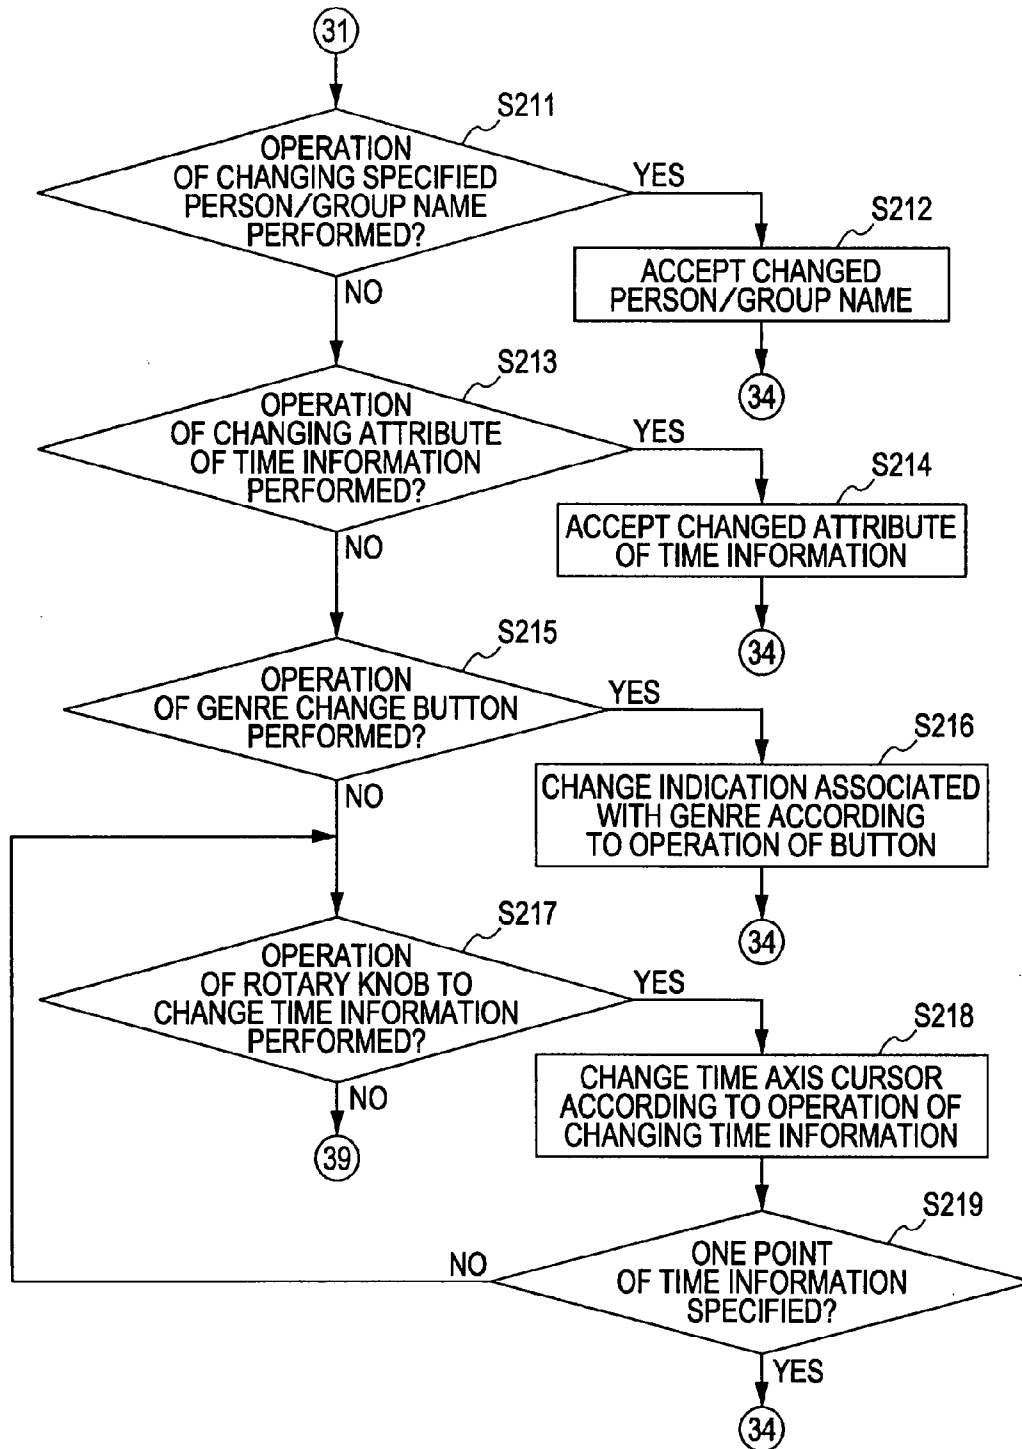 31
S211
OPERATION
OF CHANGING SPECIFIED
PERSON/GROUP NAME
PERFORMED?
YES
S212
ACCEPT CHANGED
PERSON/GROUP NAME
NO
34
S213
OPERATION
OF CHANGING ATTRIBUTE
OF TIME INFORMATION
PERFORMED?
YES
S214
ACCEPT CHANGED ATTRIBUTE
OF TIME INFORMATION
NO
34
S215
OPERATION
OF GENRE CHANGE BUTTON
PERFORMED?
YES
S216
CHANGE INDICATION ASSOCIATED
WITH GENRE ACCORDING
TO OPERATION OF BUTTON
NO
34
S217
OPERATION
OF ROTARY KNOB TO
CHANGE TIME INFORMATION
PERFORMED?
YES
S218
CHANGE TIME AXIS CURSOR
ACCORDING TO OPERATION OF
CHANGING TIME INFORMATION
NO
39
S219
ONE POINT
OF TIME INFORMATION
SPECIFIED?
NO
YES
34